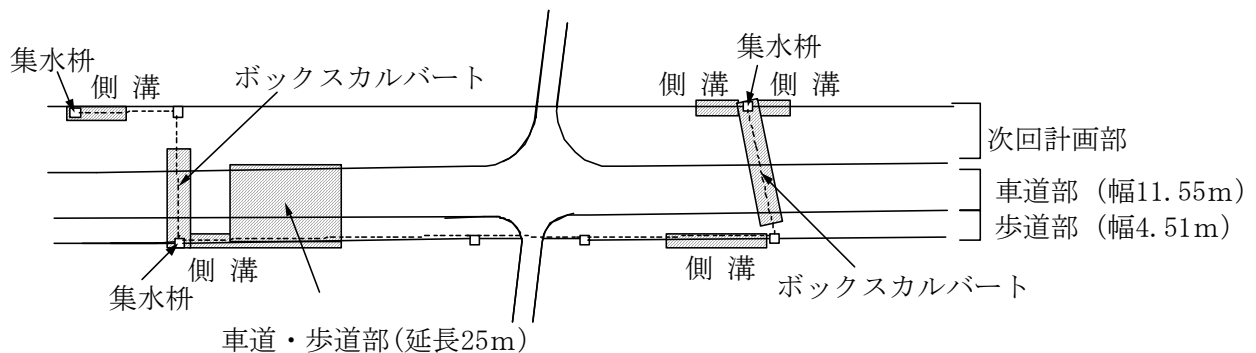 集水枡
側 溝
ボックスカルバート
集水枡
側 溝
側 溝
次回計画部
車道部 (幅11.55m)
歩道部 (幅4.51m)
側 溝
集水枡
側 溝
ボックスカルバート
車道・歩道部(延長25m)